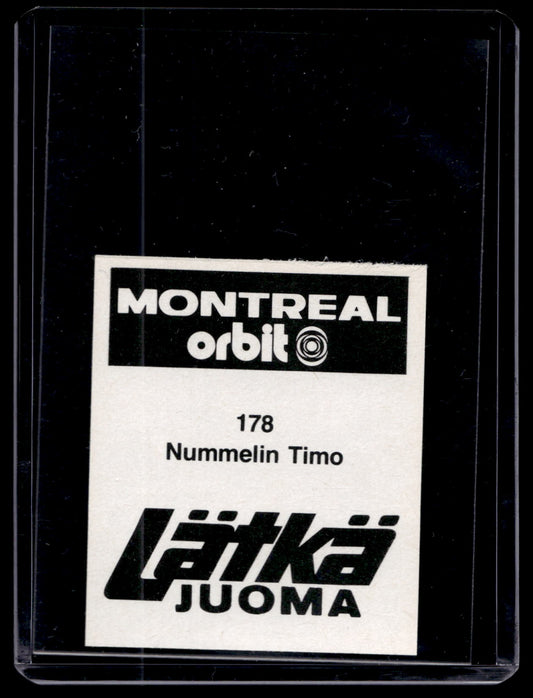 MONTREAL
orbit
178
Nummelin Timo
Lätkä
JUOMA